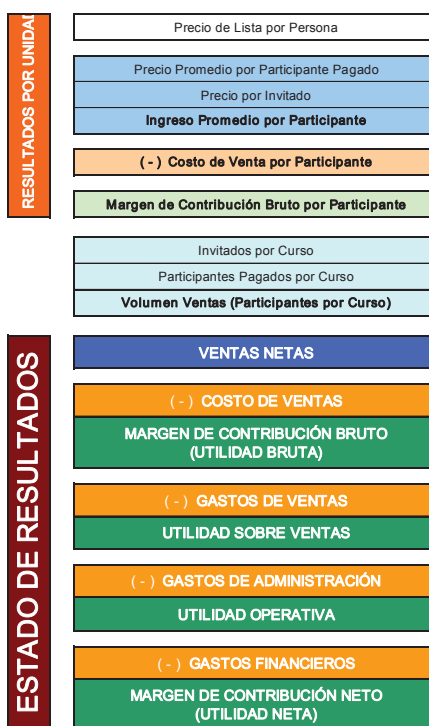 RESULTADOS POR UNIDAD
Precio de Lista por Persona
Precio Promedio por Participante Pagado
Precio por Invitado
Ingreso Promedio por Participante
( - ) Costo de Venta por Participante
Margen de Contribución Bruto por Participante
Invitados por Curso
Participantes Pagados por Curso
Volumen Ventas (Participantes por Curso)
ESTADO DE RESULTADOS
VENTAS NETAS
( - ) COSTO DE VENTAS
MARGEN DE CONTRIBUCIÓN BRUTO
(UTILIDAD BRUTA)
( - ) GASTOS DE VENTAS
UTILIDAD SOBRE VENTAS
( - ) GASTOS DE ADMINISTRACIÓN
UTILIDAD OPERATIVA
( - ) GASTOS FINANCIEROS
MARGEN DE CONTRIBUCIÓN NETO
(UTILIDAD NETA)